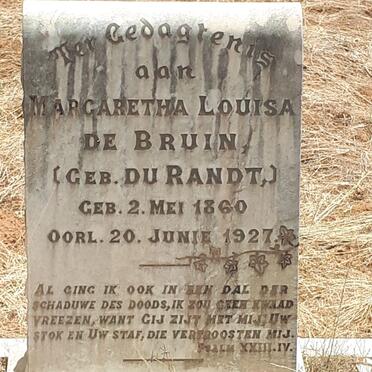 Ter Gedagtenis
aan
MARGARETHA LOUISA
DE BRUIN,
(GEB. DU RANDT,)
GEB. 2. MEI 1860
OORL. 20. JUNIE 1927.
AL GING IK OOK IN EEN DAL DER
SCHADUWE DES DOODS, IK ZOU GEEN KWAAD
VREEZEN, WANT GIJ ZIJT MET MIJ, UW
STOK EN UW STAF, DIE VERTROOSTEN MIJ.
PSALM XXIII.IV.